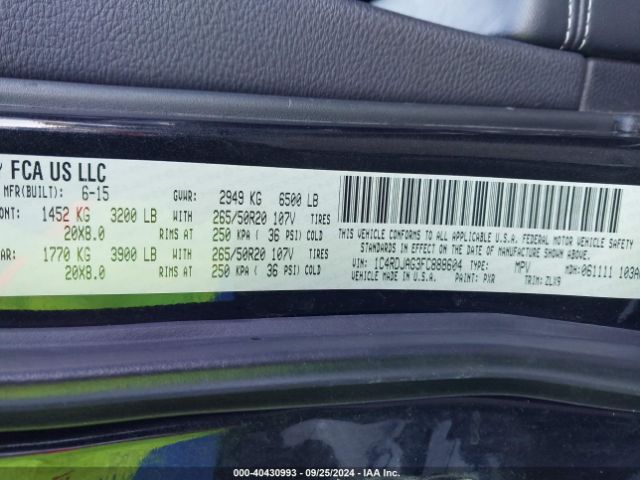 FCA US LLC
MFR(BUILT): 6-15 GVWR: 2949 KG 6500 LB
ONT: 1452 KG 3200 LB WITH 265/50R20 107V TIRES
20X8.0 RIMS AT 250 KPA ( 36 PSI) COLD
AR: 1770 KG 3900 LB WITH 265/50R20 107V TIRES
20X8.0 RIMS AT 250 KPA ( 36 PSI) COLD
THIS VEHICLE CONFORMS TO ALL APPLICABLE U.S.A. FEDERAL MOTOR VEHICLE SAFETY
STANDARDS IN EFFECT ON THE DATE OF MANUFACTURE SHOWN ABOVE.
VIN: 1C4RDJAG3FC888604 TYPE: MPV MDH: 061111 103A
VEHICLE MADE IN U.S.A. PAINT: PXR TRIM: ZLX9
000-40430993 - 09/25/2024 - IAA Inc.